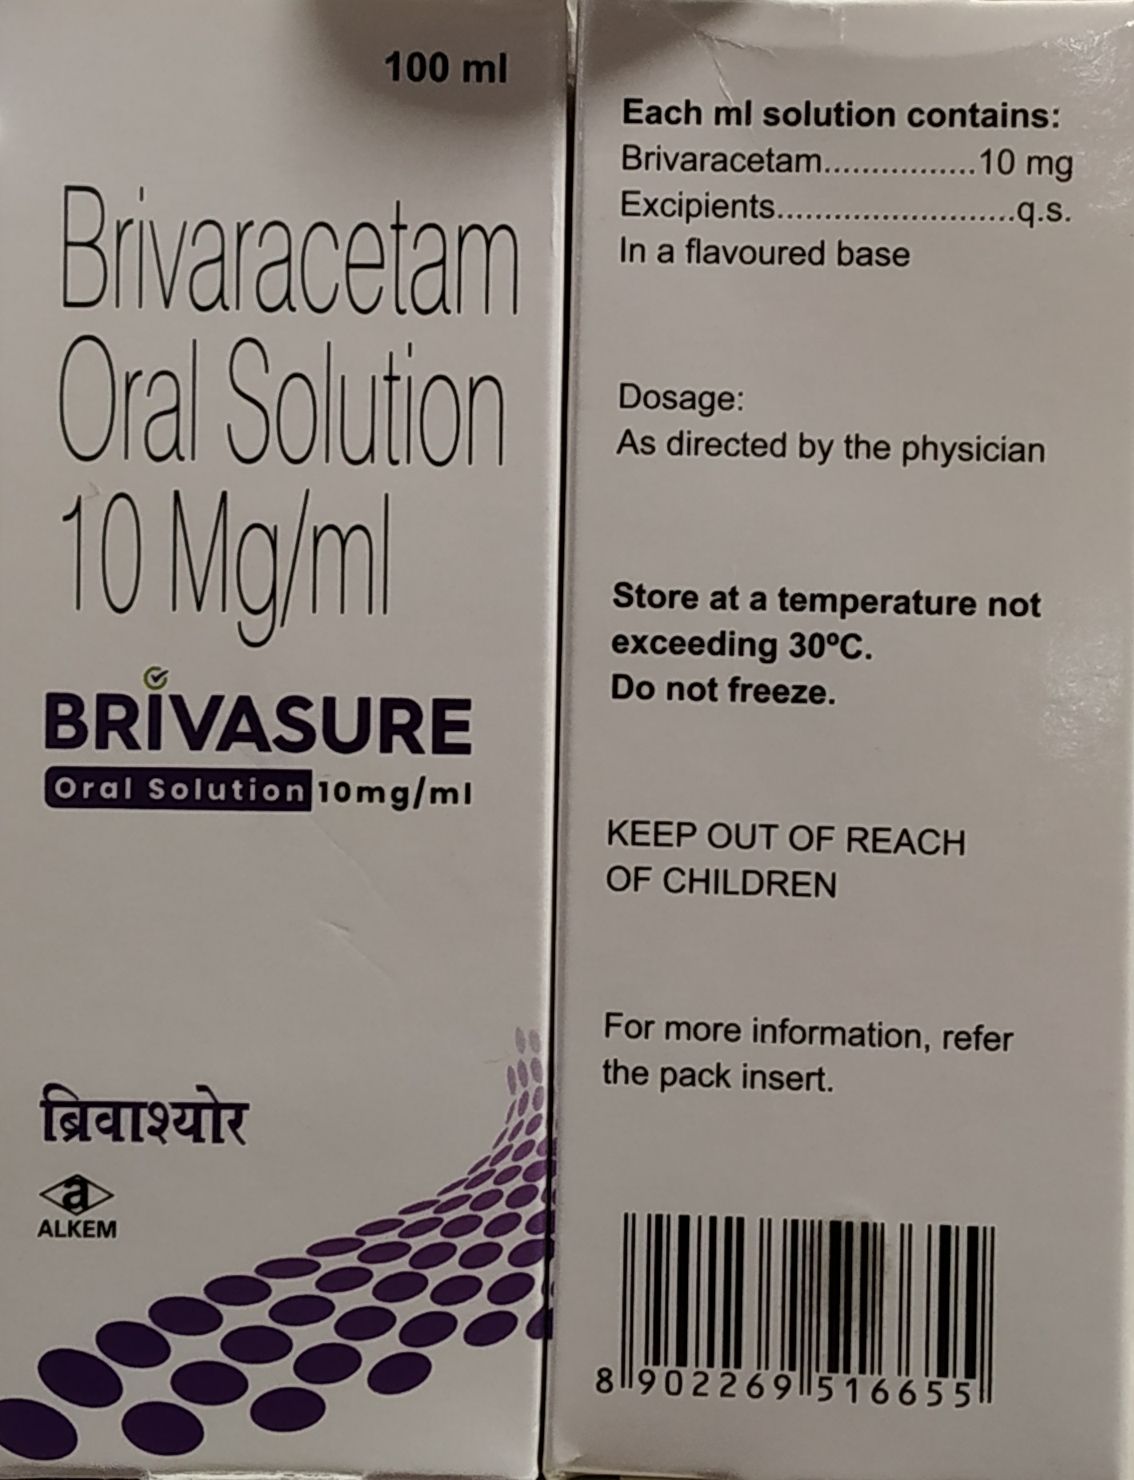 100 ml
Brivaracetam
Oral Solution
10 Mg/ml
BRIVASURE
Oral Solution 10mg/ml
ब्रिवाश्योर
a
ALKEM
Each ml solution contains:
Brivaracetam................10 mg
Excipients.........................q.s.
In a flavoured base
Dosage:
As directed by the physician
Store at a temperature not
exceeding 30ºC.
Do not freeze.
KEEP OUT OF REACH
OF CHILDREN
For more information, refer
the pack insert.
8 902269 516655